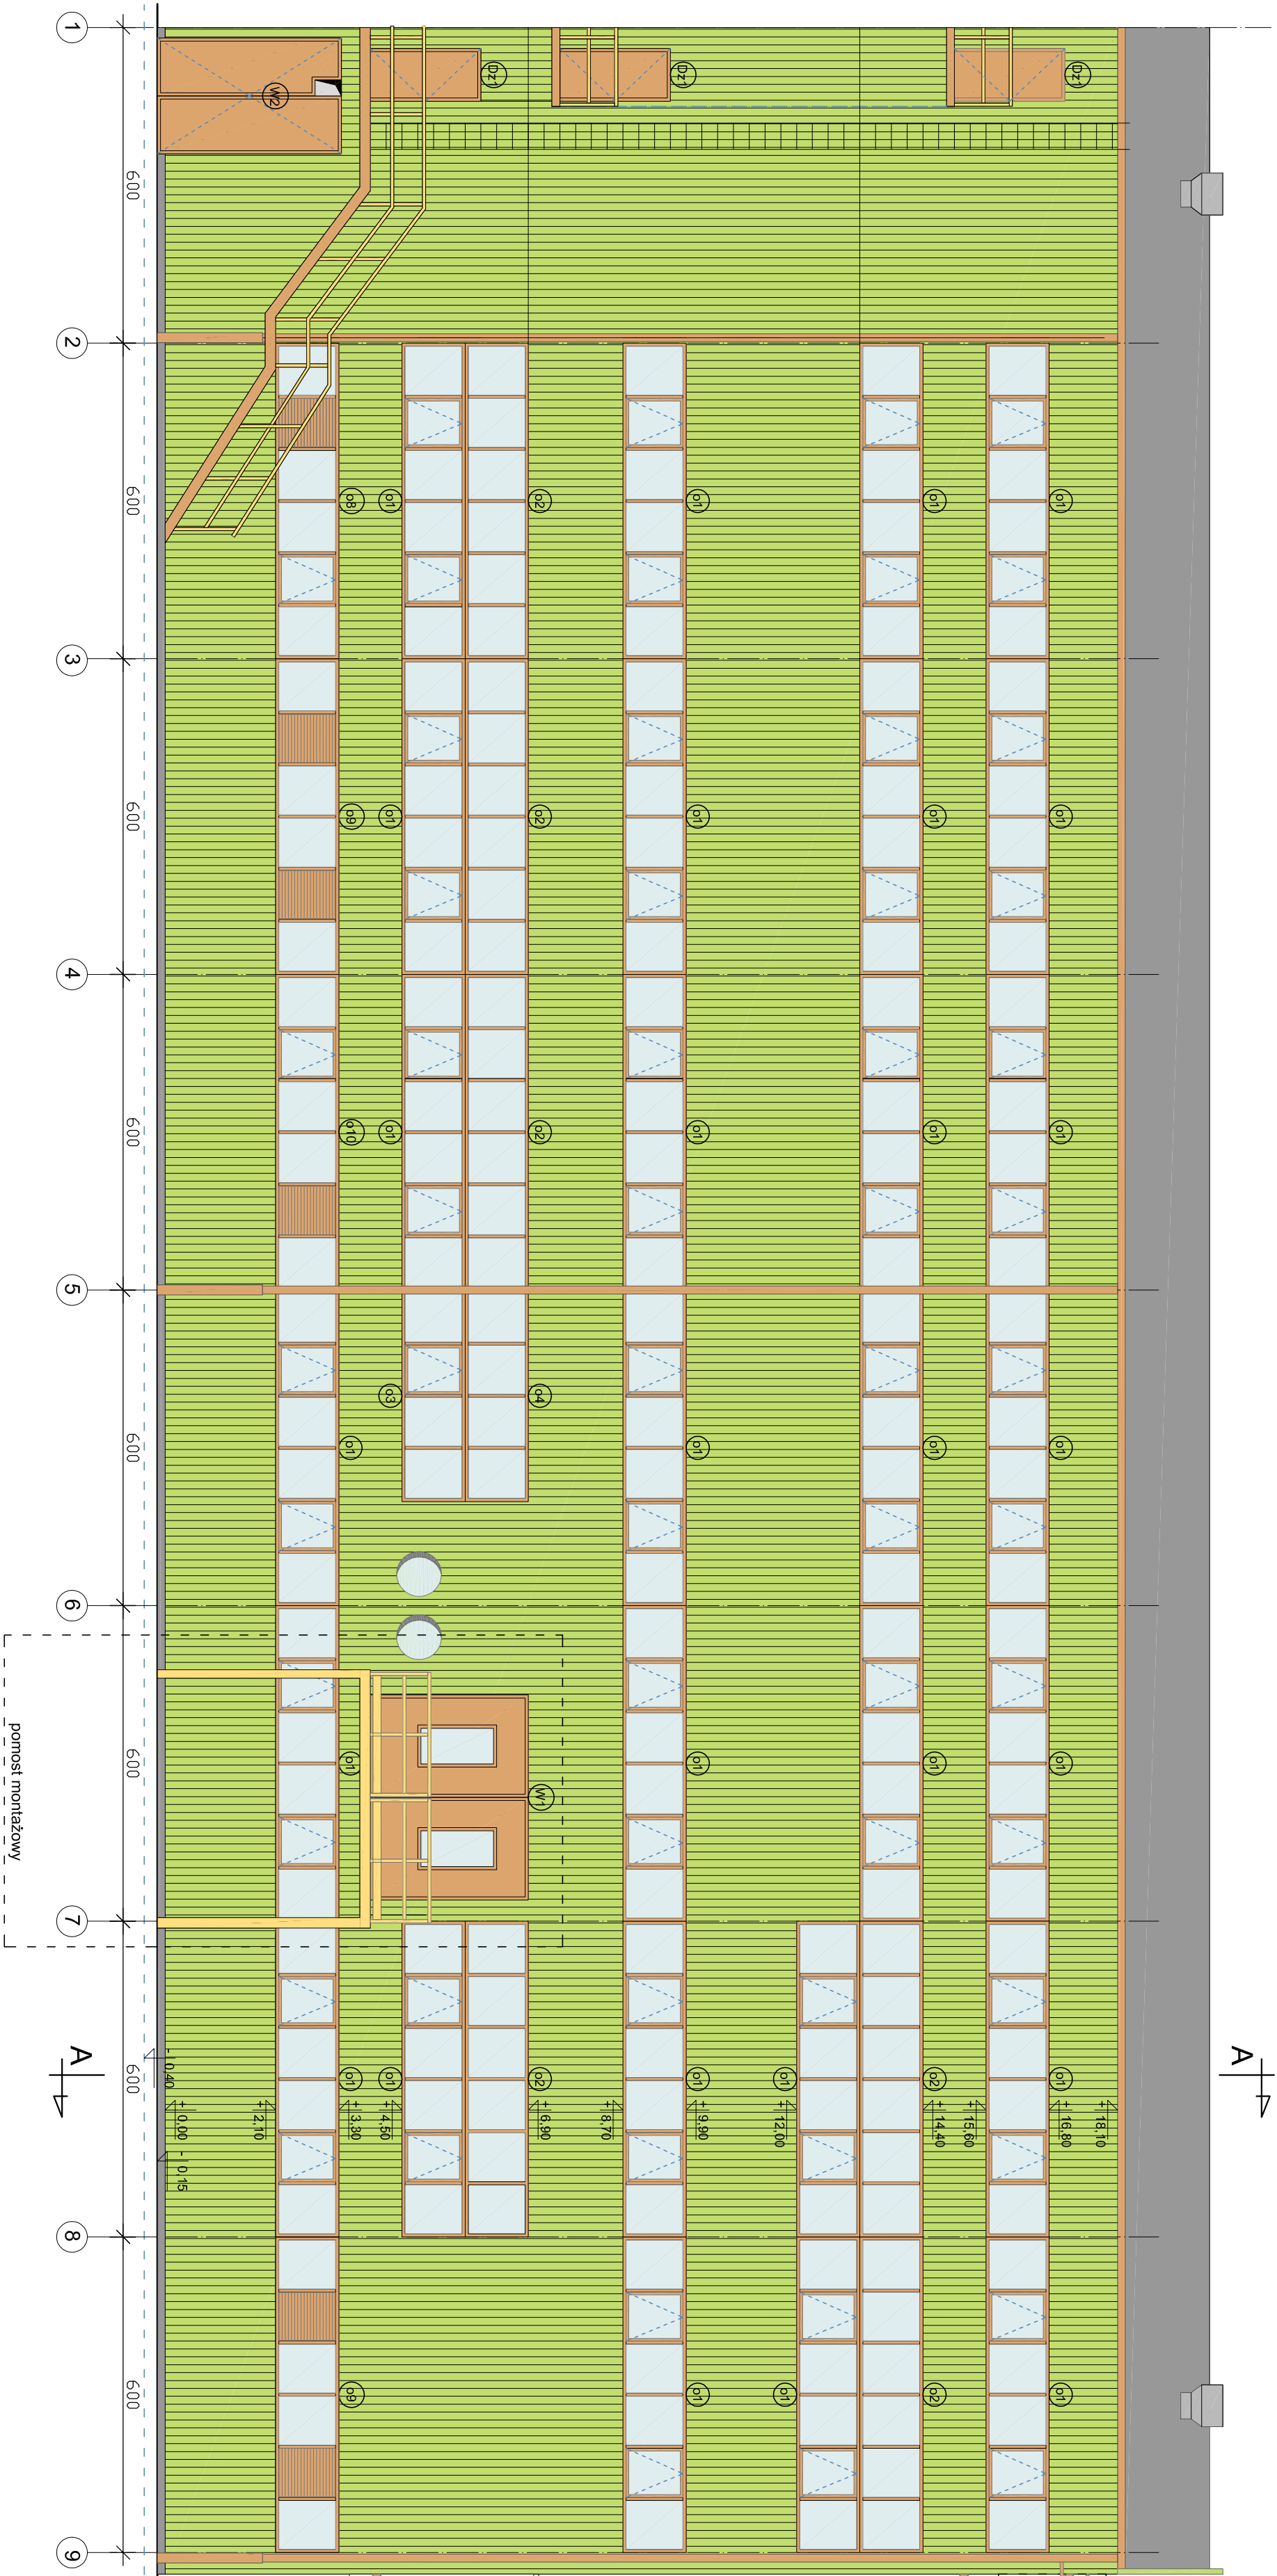 A
+ 18,10
Dz1
o1 o1 o1 o1 o1 o1 + 16,80 o1
+ 15,60
o1 o1 o1 o1 o1 o2 + 14,40 o2
o1 + 12,00 o1
Dz1
o1 o1 o1 o1 o1 o1 + 9,90 o1
+ 8,70
o2 o2 o2 o4 W1 o2 + 6,90
Dz1
o1 o1 o1 o3 o1 + 4,50
o8 o9 o10 o1 o1 o1 + 3,30 o9
W2
+ 2,10
+ 0,00 - 0,15
- 0,40
600 600 600 600 600 600 600 600
A
1 2 3 4 5 6 7 8 9
pomost montażowy